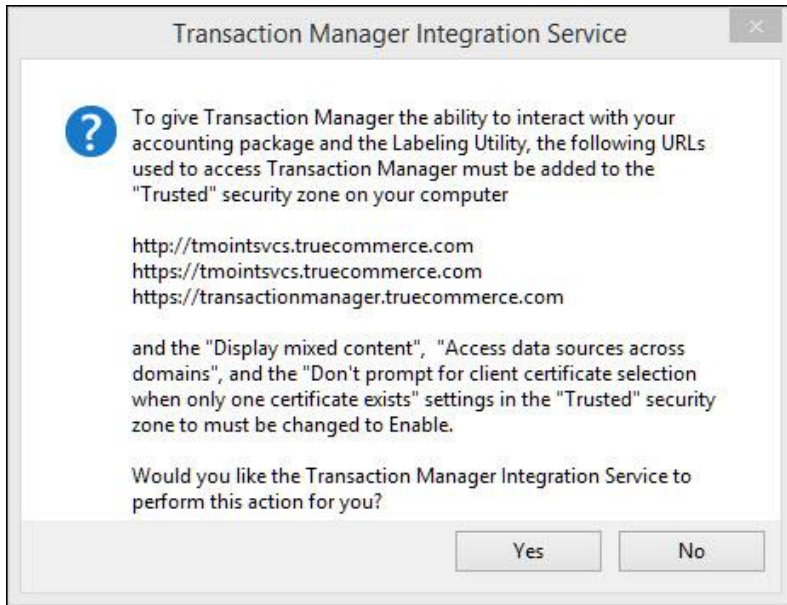 Transaction Manager Integration Service
To give Transaction Manager the ability to interact with your
accounting package and the Labeling Utility, the following URLs
used to access Transaction Manager must be added to the
"Trusted" security zone on your computer
http://tmointsvcs.truecommerce.com
https://tmointsvcs.truecommerce.com
https://transactionmanager.truecommerce.com
and the "Display mixed content",  "Access data sources across
domains", and the "Don't prompt for client certificate selection
when only one certificate exists" settings in the "Trusted" security
zone to must be changed to Enable.
Would you like the Transaction Manager Integration Service to
perform this action for you?
Yes No